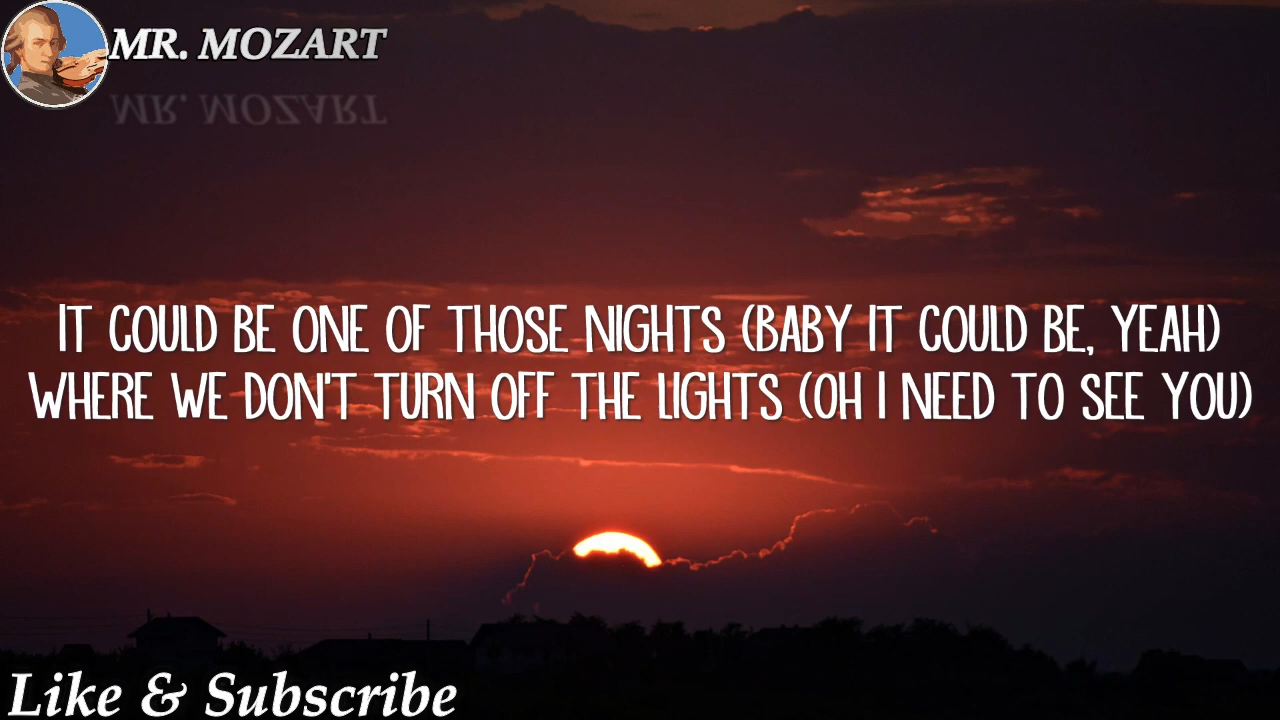 MR. MOZART
MR. MOZART
IT COULD BE ONE OF THOSE NIGHTS (BABY IT COULD BE, YEAH)
WHERE WE DON'T TURN OFF THE LIGHTS (OH I NEED TO SEE YOU)
Like & Subscribe